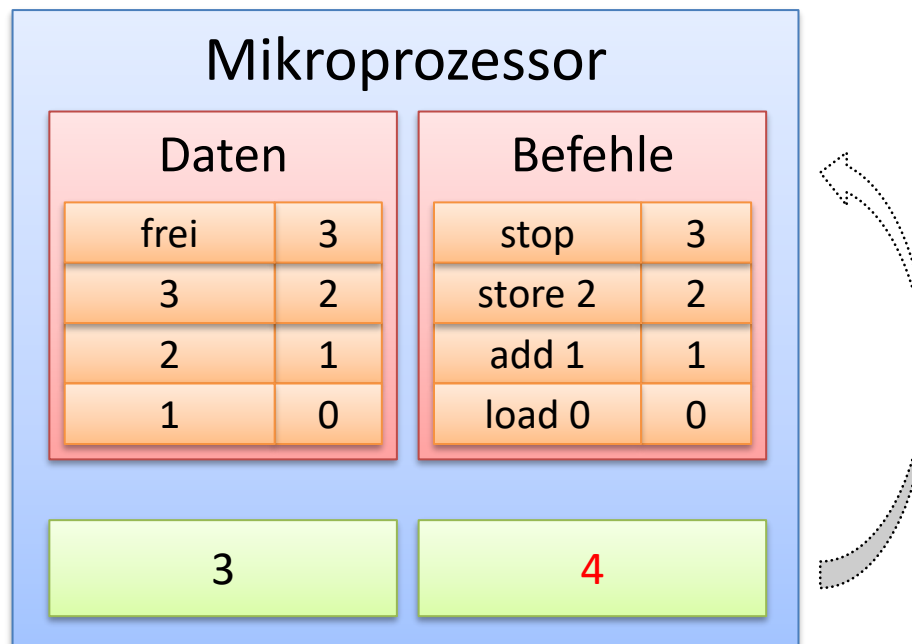 Mikroprozessor
Daten
frei 3
3 2
2 1
1 0
Befehle
stop 3
store 2 2
add 1 1
load 0 0
3
4